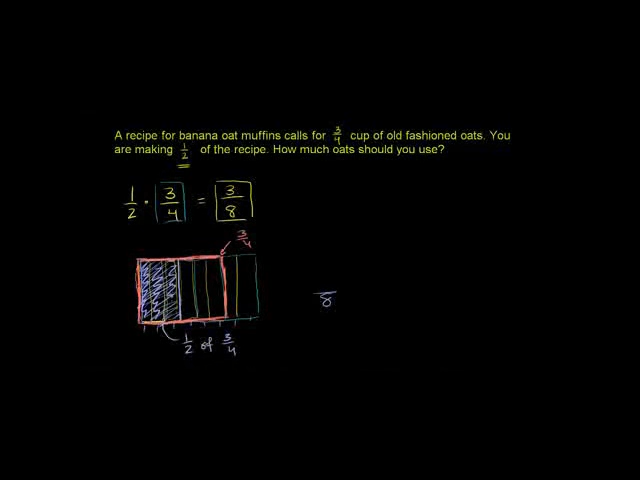 A recipe for banana oat muffins calls for 3/4 cup of old fashioned oats. You
are making 1/2 of the recipe. How much oats should you use?
1/2 · 3/4 = 3/8
3/4
/8
1/2 of 3/4